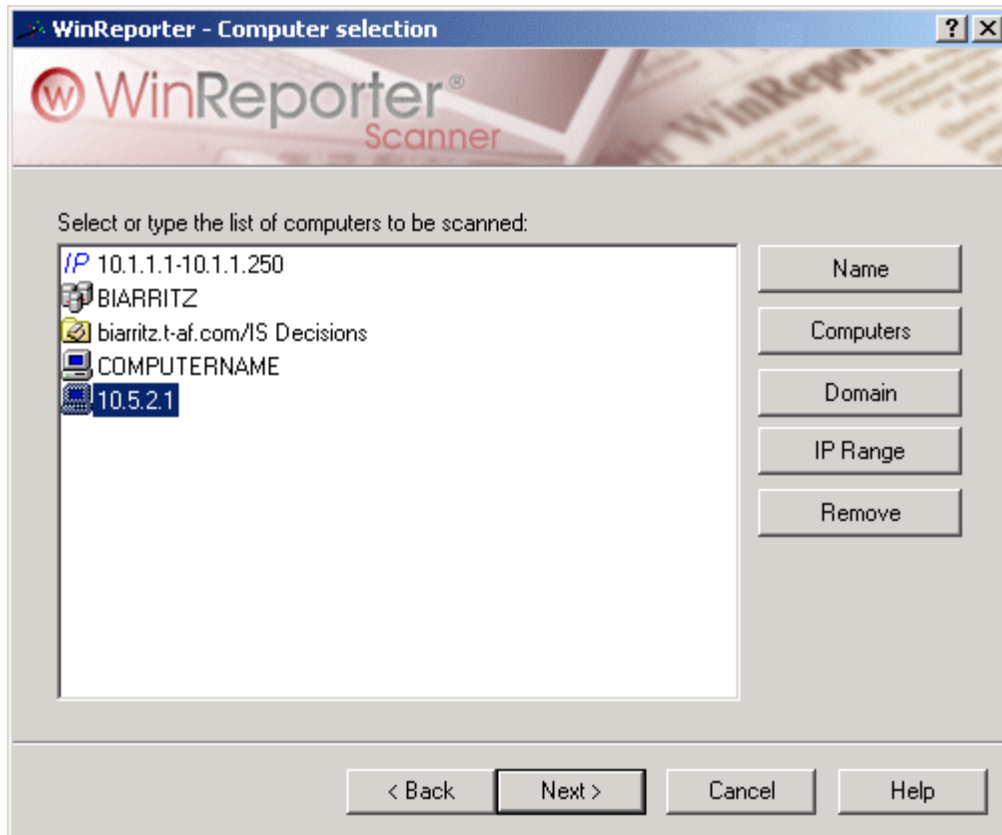 WinReporter - Computer selection
WinReporter®
Scanner
WinReporter
Select or type the list of computers to be scanned:
IP 10.1.1.1-10.1.1.250
BIARRITZ
biarritz.t-af.com/IS Decisions
COMPUTERNAME
10.5.2.1
Name
Computers
Domain
IP Range
Remove
< Back
Next >
Cancel
Help